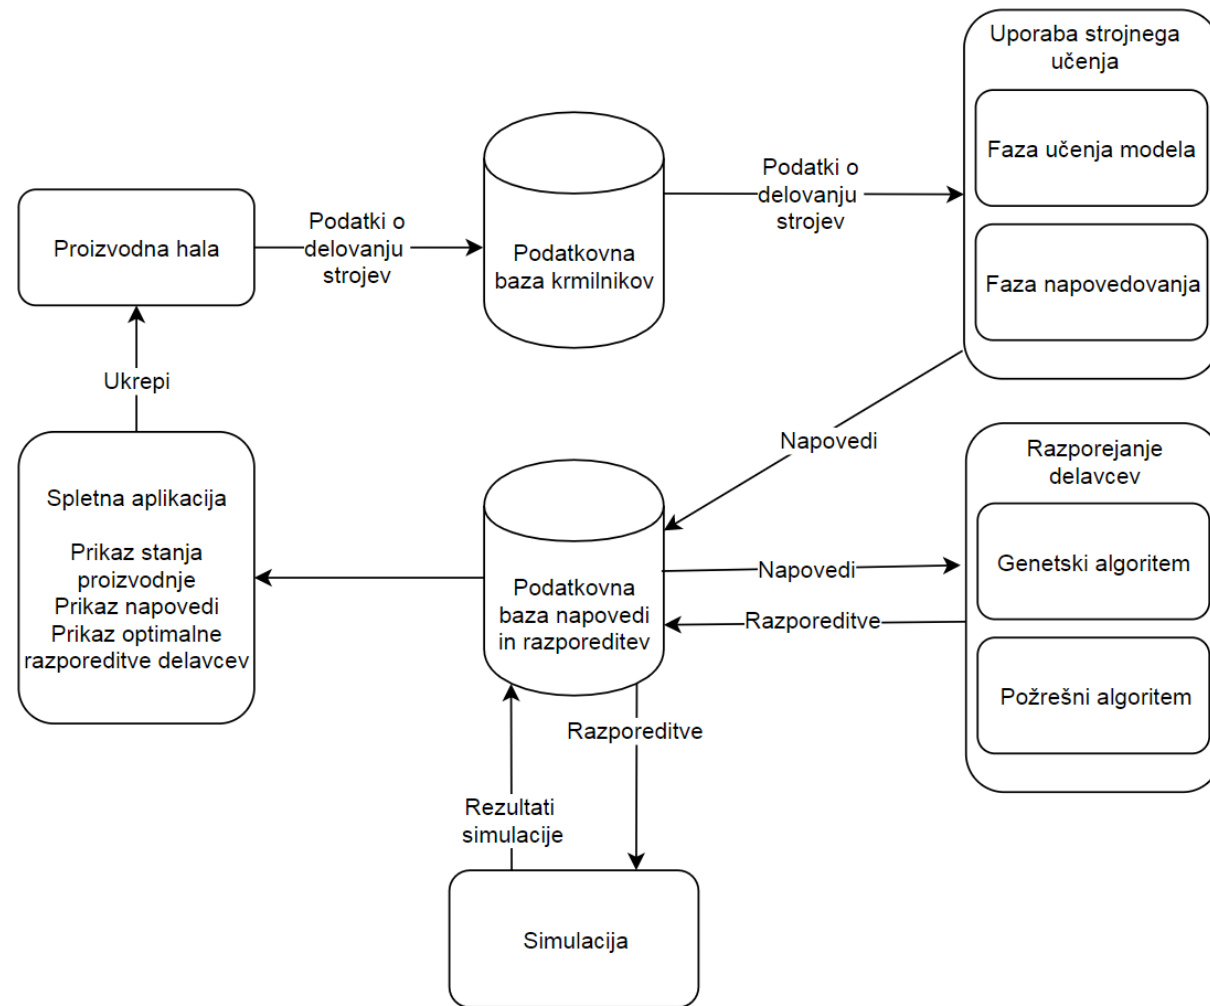 Uporaba strojnega
učenja
Faza učenja modela
Faza napovedovanja
Podatki o
delovanju
strojev
Podatkovna
baza krmilnikov
Podatki o
delovanju
strojev
Proizvodna hala
Ukrepi
Napovedi
Spletna aplikacija
Prikaz stanja
proizvodnje
Prikaz napovedi
Prikaz optimalne
razporeditve delavcev
Podatkovna
baza napovedi
in razporeditev
Napovedi
Razporeditve
Razporejanje
delavcev
Genetski algoritem
Požrešni algoritem
Razporeditve
Rezultati
simulacije
Simulacija